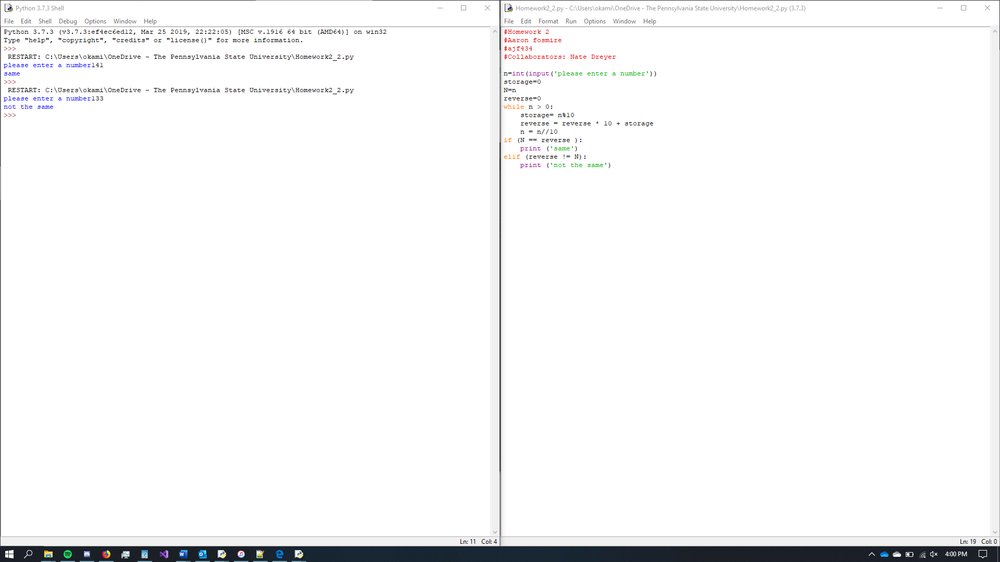 Python 3.7.3 Shell
File Edit Shell Debug Options Window Help
Python 3.7.3 (v3.7.3:ef4ec6ed12, Mar 25 2019, 22:22:05) [MSC v.1916 64 bit (AMD64)] on win32
Type "help", "copyright", "credits" or "license()" for more information.
>>>
 RESTART: C:\Users\okami\OneDrive - The Pennsylvania State University\Homework2_2.py
please enter a number141
same
>>>
 RESTART: C:\Users\okami\OneDrive - The Pennsylvania State University\Homework2_2.py
please enter a number133
not the same
>>>
Ln: 11 Col: 4
Homework2_2.py - C:\Users\okami\OneDrive - The Pennsylvania State University\Homework2_2.py (3.7.3)
File Edit Format Run Options Window Help
#Homework 2
#Aaron fosmire
#ajf434
#Collaborators: Nate Dreyer
n=int(input('please enter a number'))
storage=0
N=n
reverse=0
while n > 0:
    storage= n%10
    reverse = reverse * 10 + storage
    n = n//10
if (N == reverse ):
    print ('same')
elif (reverse != N):
    print ('not the same')
Ln: 19 Col: 0
4:00 PM